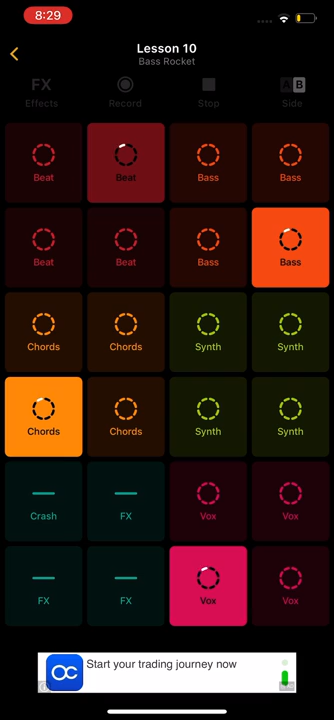 8:29
Lesson 10
Bass Rocket
FX
A B
Effects Record Stop Side
Beat Beat Bass Bass
Beat Beat Bass Bass
Chords Chords Synth Synth
Chords Chords Synth Synth
Crash FX Vox Vox
FX FX Vox Vox
Start your trading journey now